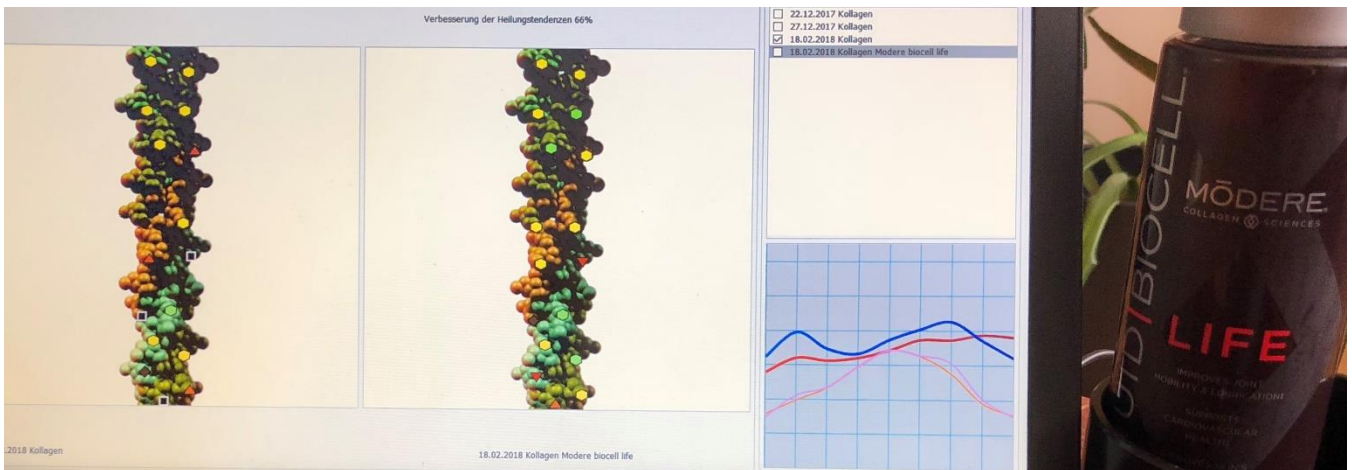 Verbesserung der Heilungstendenzen 66%
22.12.2017 Kollagen
27.12.2017 Kollagen
18.02.2018 Kollagen
18.02.2018 Kollagen Modere biocell life
.2018 Kollagen
18.02.2018 Kollagen Modere biocell life
BIOCELL
MŌDERE
COLLAGEN SCIENCES
LIFE
IMPROVES JOINT
MOBILITY & LUBRICATION†
SUPPORTS
CARDIOVASCULAR